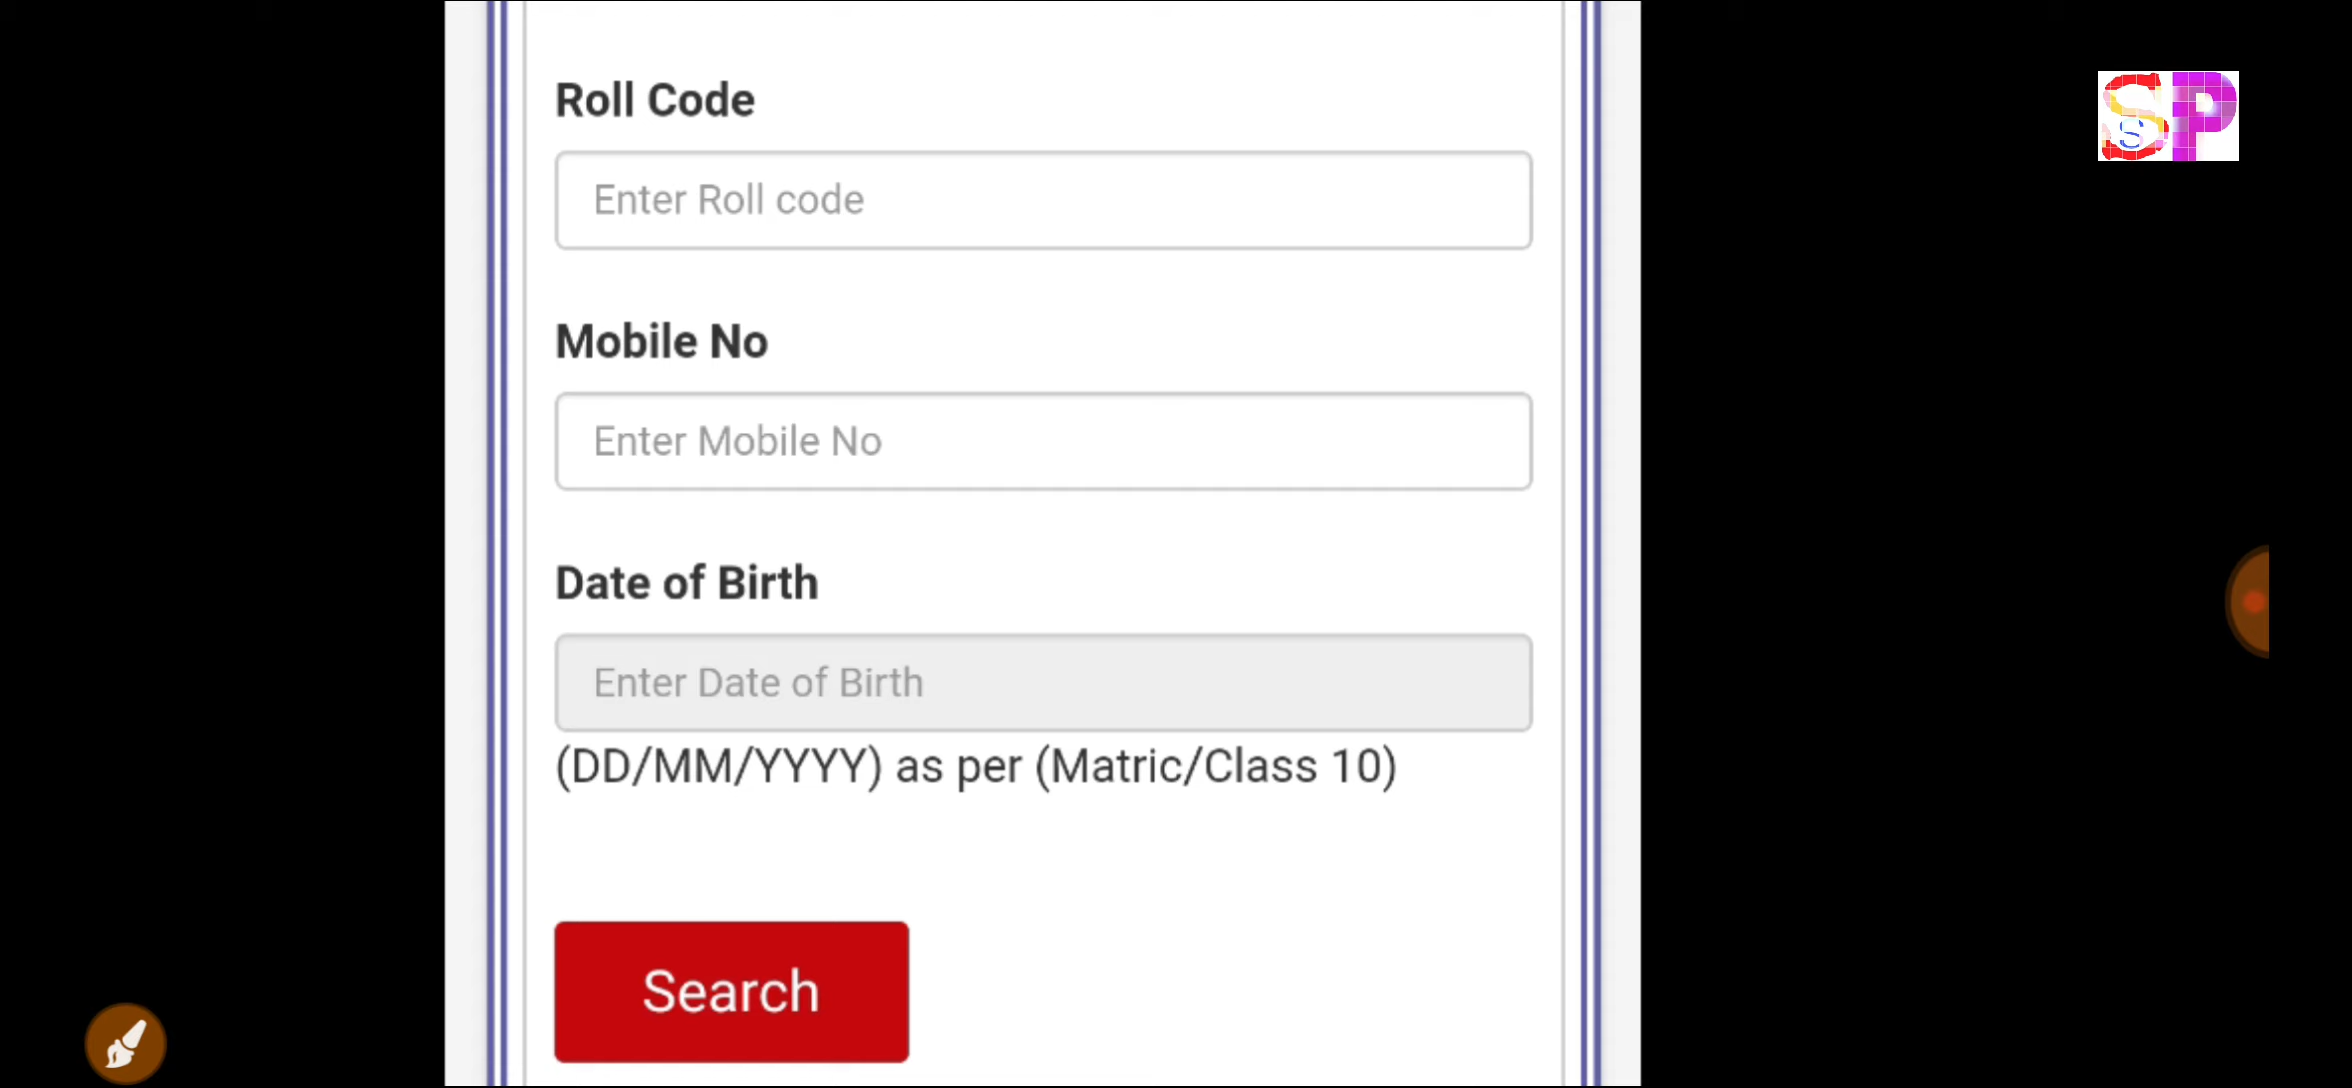 Roll Code
Enter Roll code
Mobile No
Enter Mobile No
Date of Birth
Enter Date of Birth
(DD/MM/YYYY) as per (Matric/Class 10)
Search
SP
S